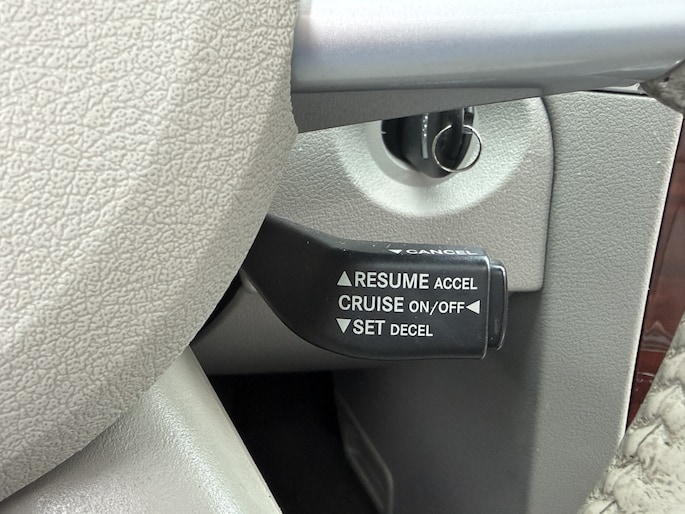 ▼CANCEL
▲RESUME ACCEL
CRUISE ON/OFF◀
▼SET DECEL